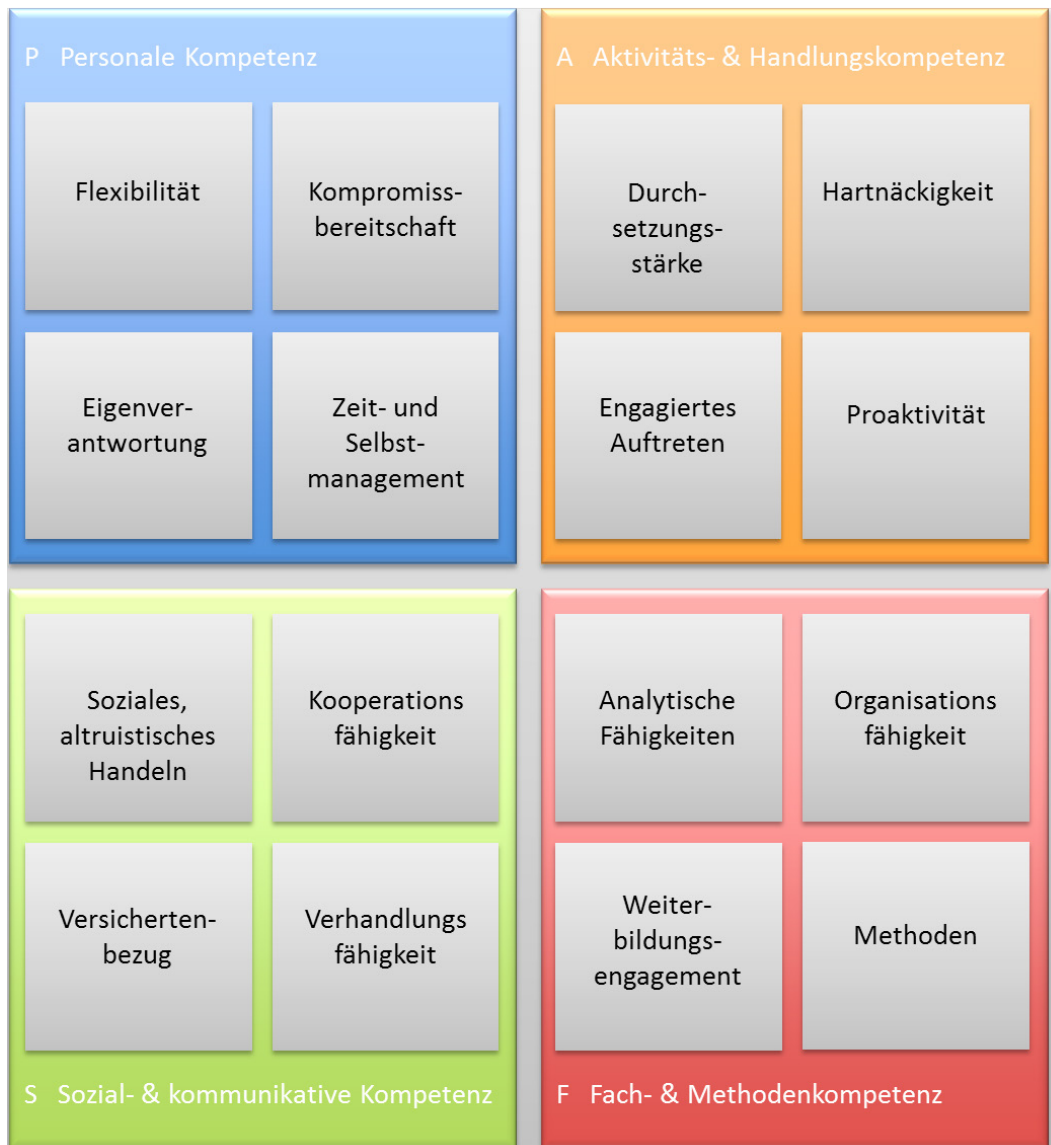 P Personale Kompetenz
Flexibilität
Kompromiss-
bereitschaft
Eigenver-
antwortung
Zeit- und
Selbst-
management
A Aktivitäts- & Handlungskompetenz
Durch-
setzungs-
stärke
Hartnäckigkeit
Engagiertes
Auftreten
Proaktivität
Soziales,
altruistisches
Handeln
Kooperations
fähigkeit
Versicherten-
bezug
Verhandlungs
fähigkeit
S Sozial- & kommunikative Kompetenz
Analytische
Fähigkeiten
Organisations
fähigkeit
Weiter-
bildungs-
engagement
Methoden
F Fach- & Methodenkompetenz